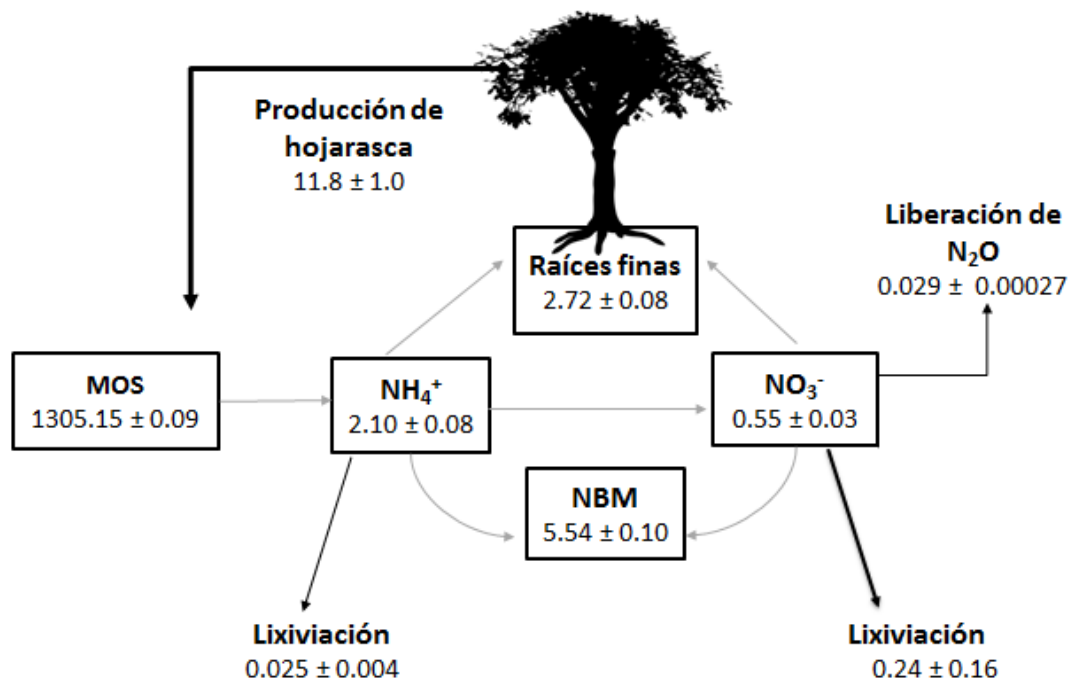 Producción de
hojarasca
11.8 ± 1.0
Liberación de
N₂O
0.029 ± 0.00027
Raíces finas
2.72 ± 0.08
MOS
1305.15 ± 0.09
NH₄⁺
2.10 ± 0.08
NO₃⁻
0.55 ± 0.03
NBM
5.54 ± 0.10
Lixiviación
0.025 ± 0.004
Lixiviación
0.24 ± 0.16